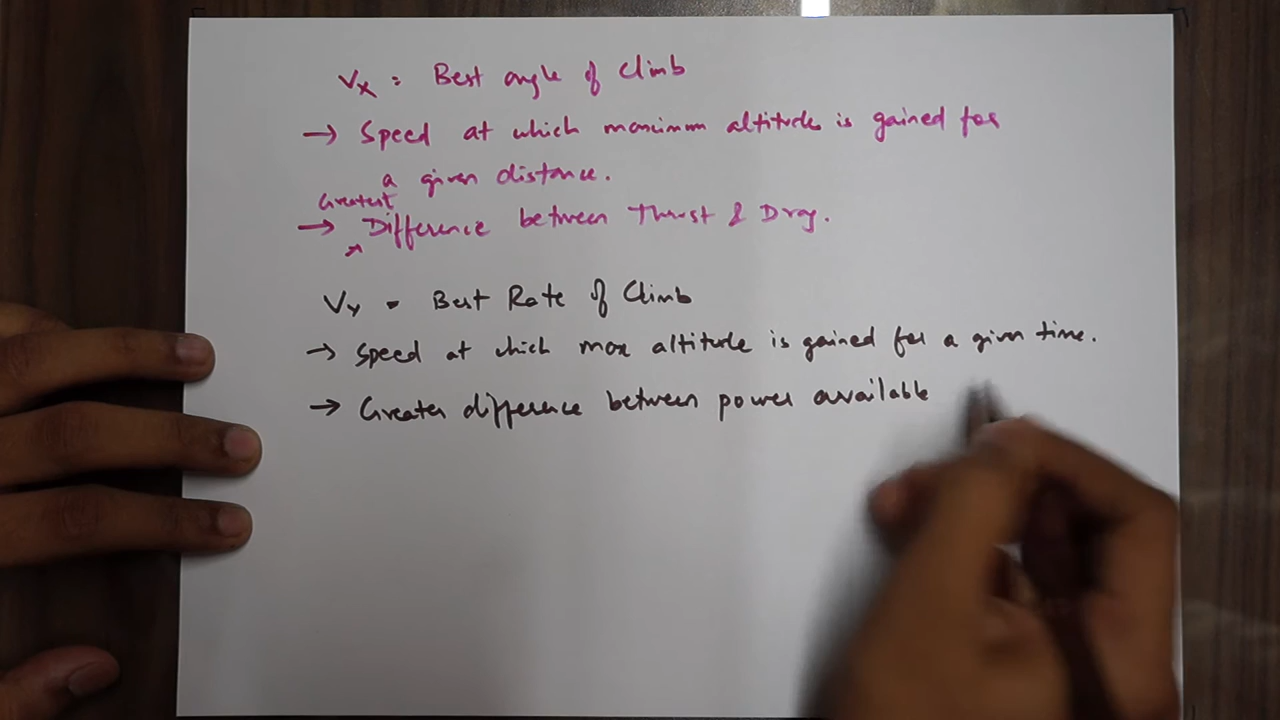 Vx = Best angle of Climb
→ Speed at which maximum altitude is gained for
a given distance.
Greatest
→ Difference between Thrust & Drag.
Vy = Best Rate of Climb
→ Speed at which max altitude is gained for a given time.
→ Greater difference between power available